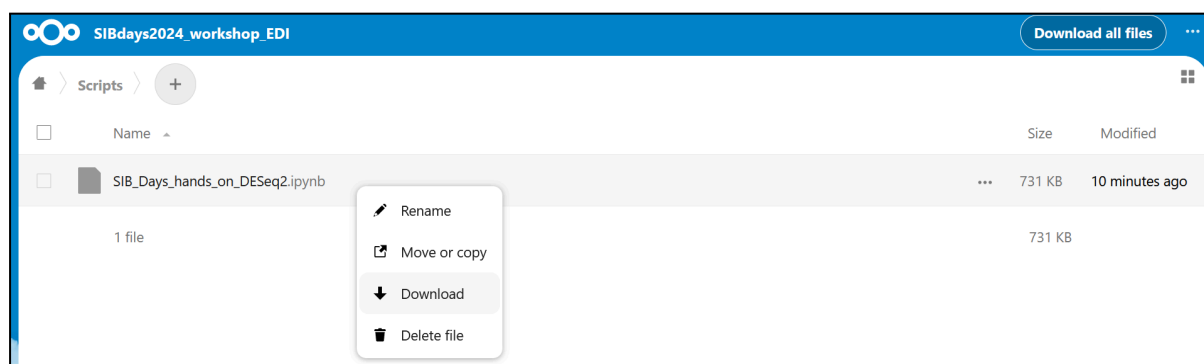 SIBdays2024_workshop_EDI
Download all files
Scripts
Name
Size
Modified
SIB_Days_hands_on_DESeq2.ipynb
731 KB
10 minutes ago
Rename
1 file
731 KB
Move or copy
Download
Delete file